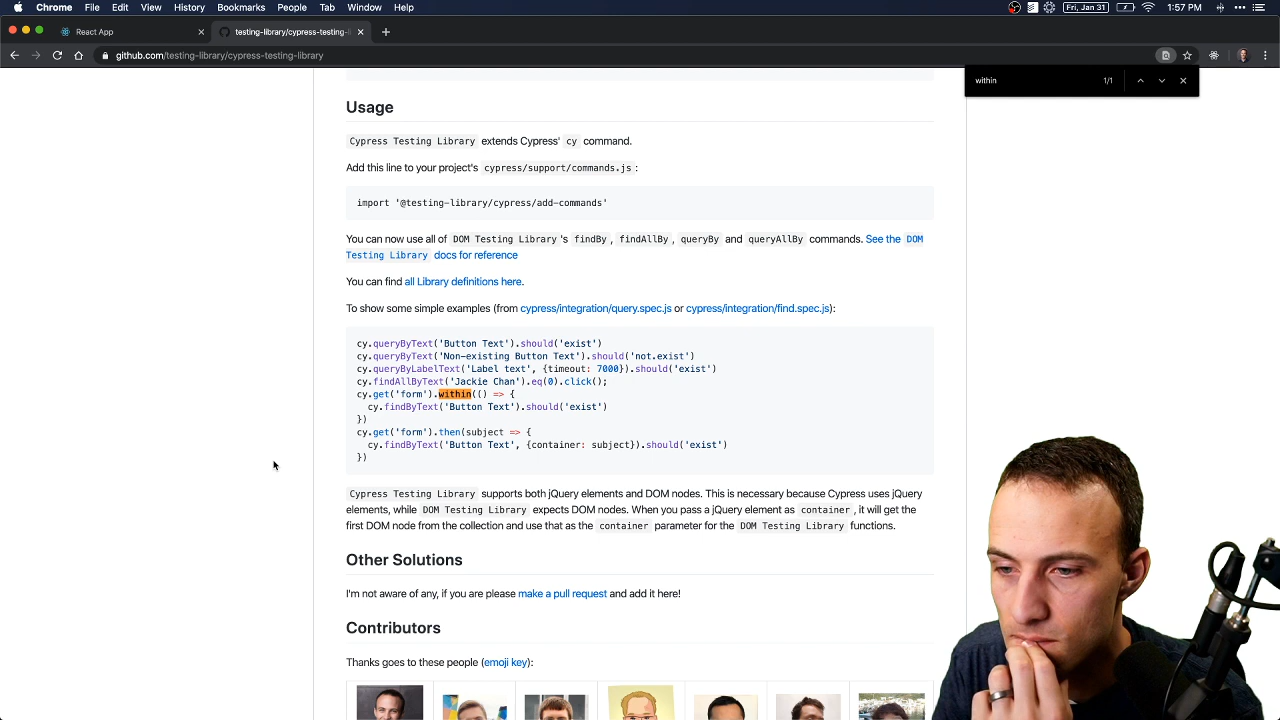 Chrome File Edit View History Bookmarks People Tab Window Help Fri, Jan 31 1:57 PM
React App testing-library/cypress-testing-li
github.com/testing-library/cypress-testing-library
within 1/1
Usage
Cypress Testing Library extends Cypress' cy command.
Add this line to your project's cypress/support/commands.js :
import '@testing-library/cypress/add-commands'
You can now use all of DOM Testing Library 's findBy , findAllBy , queryBy and queryAllBy commands. See the DOM
Testing Library docs for reference
You can find all Library definitions here.
To show some simple examples (from cypress/integration/query.spec.js or cypress/integration/find.spec.js):
cy.queryByText('Button Text').should('exist')
cy.queryByText('Non-existing Button Text').should('not.exist')
cy.queryByLabelText('Label text', {timeout: 7000}).should('exist')
cy.findAllByText('Jackie Chan').eq(0).click();
cy.get('form').within(() => {
cy.findByText('Button Text').should('exist')
})
cy.get('form').then(subject => {
cy.findByText('Button Text', {container: subject}).should('exist')
})
Cypress Testing Library supports both jQuery elements and DOM nodes. This is necessary because Cypress uses jQuery
elements, while DOM Testing Library expects DOM nodes. When you pass a jQuery element as container , it will get the
first DOM node from the collection and use that as the container parameter for the DOM Testing Library functions.
Other Solutions
I'm not aware of any, if you are please make a pull request and add it here!
Contributors
Thanks goes to these people (emoji key):